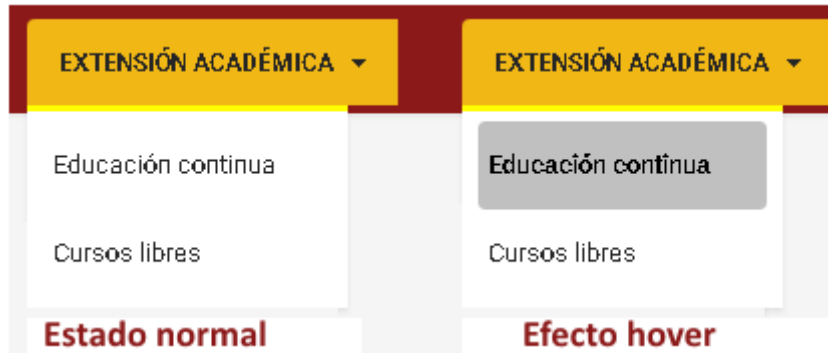 EXTENSIÓN ACADÉMICA
Educación continua
Cursos libres
Estado normal
EXTENSIÓN ACADÉMICA
Educación continua
Cursos libres
Efecto hover